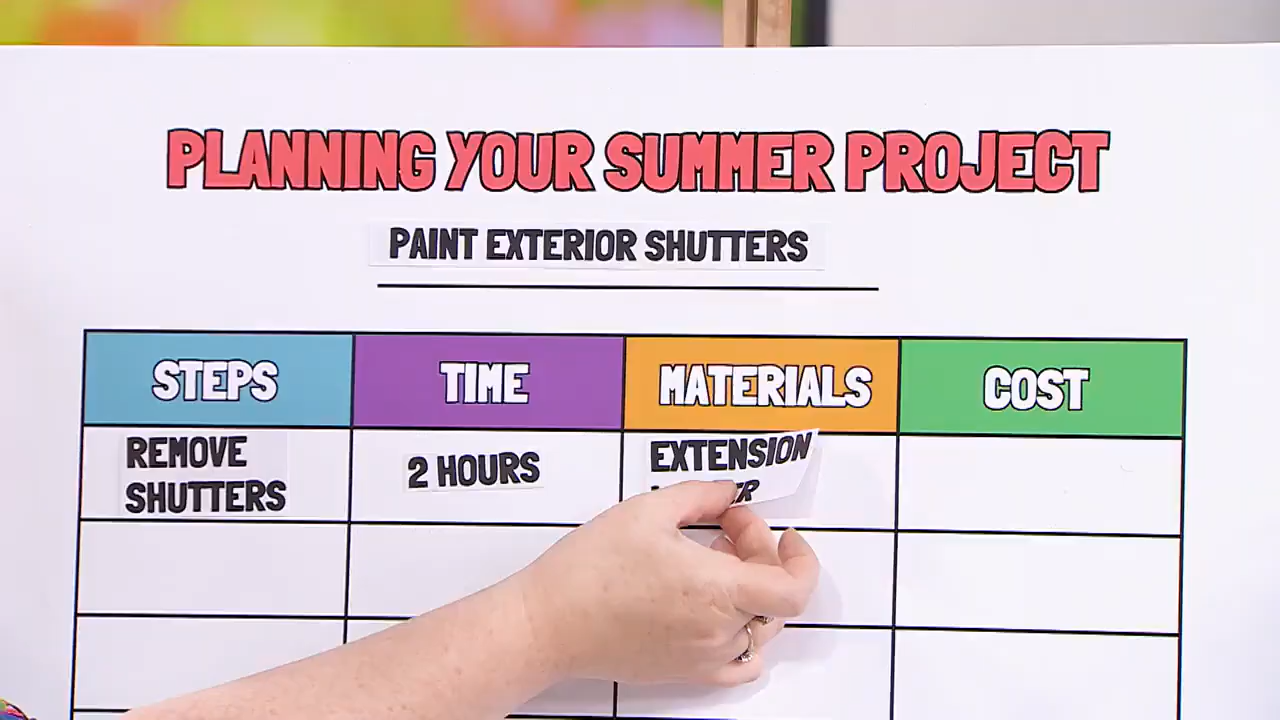 PLANNING YOUR SUMMER PROJECT
PAINT EXTERIOR SHUTTERS
STEPS TIME MATERIALS COST
REMOVE
SHUTTERS
2 HOURS
EXTENSION